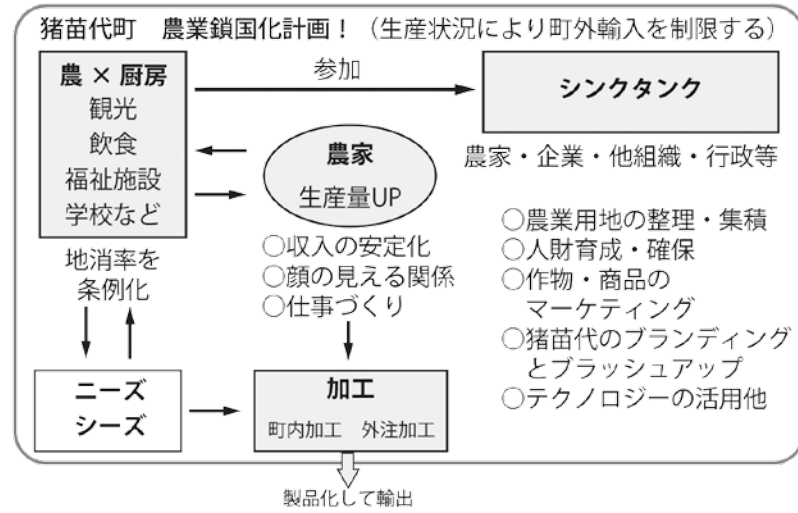 猪苗代町　農業鎖国化計画！（生産状況により町外輸入を制限する）
農 × 厨房
観光
飲食
福祉施設
学校など
参加
シンクタンク
農家・企業・他組織・行政等
農家
生産量UP
○収入の安定化
○顔の見える関係
○仕事づくり
地消率を
条例化
○農業用地の整理・集積
○人財育成・確保
○作物・商品の
マーケティング
○猪苗代のブランディング
とブラッシュアップ
○テクノロジーの活用他
ニーズ
シーズ
加工
町内加工　外注加工
製品化して輸出